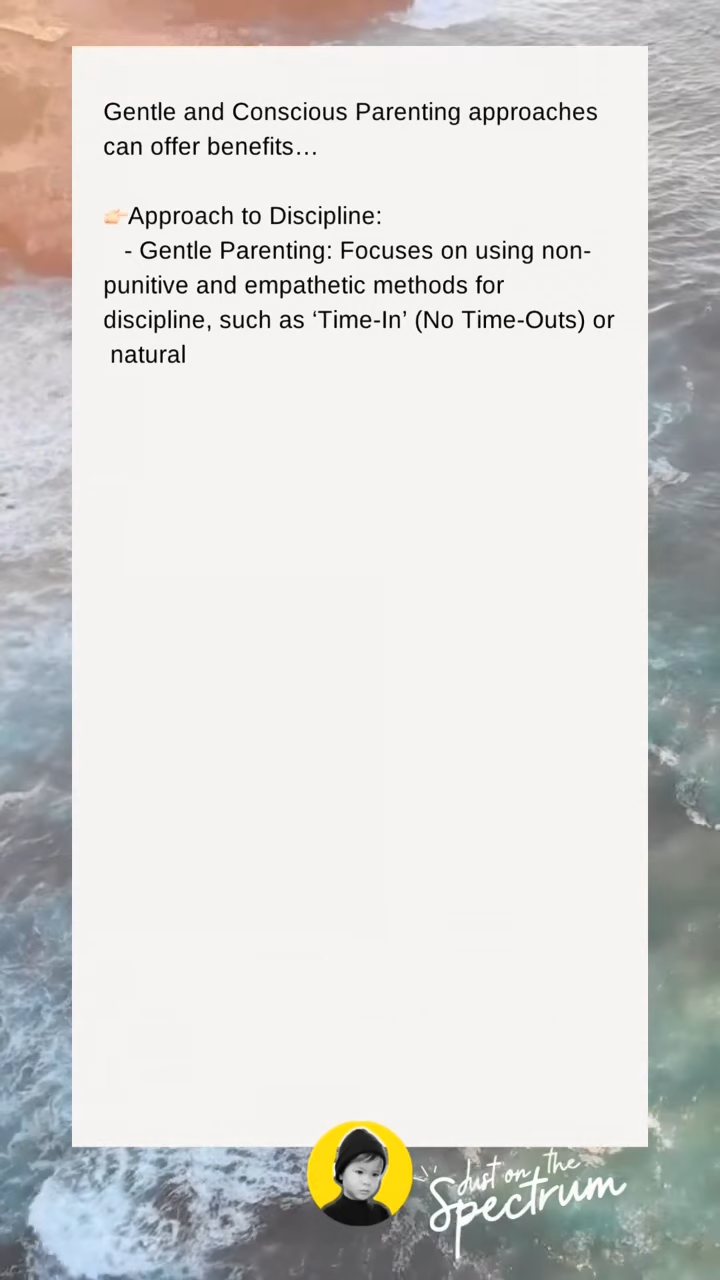 Gentle and Conscious Parenting approaches
can offer benefits…
👉🏻Approach to Discipline:
- Gentle Parenting: Focuses on using non-
punitive and empathetic methods for
discipline, such as ‘Time-In’ (No Time-Outs) or
natural
Just on the
Spectrum